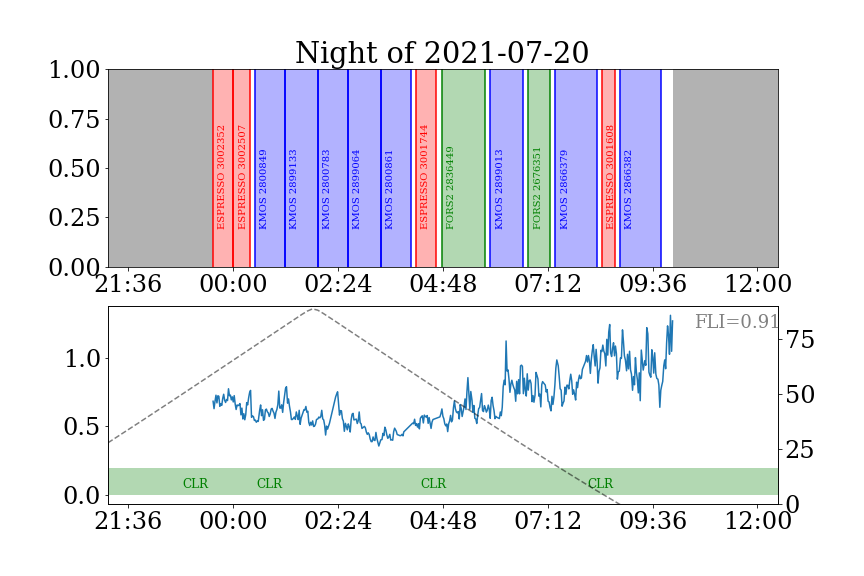 Night of 2021-07-20
1.00
0.75
0.50
0.25
0.00
ESPRESSO 3002352
ESPRESSO 3002507
KMOS 2800849
KMOS 2899133
KMOS 2800783
KMOS 2899064
KMOS 2800861
ESPRESSO 3001744
FORS2 2836449
KMOS 2899013
FORS2 2676351
KMOS 2866379
ESPRESSO 3001608
KMOS 2866382
21:36 00:00 02:24 04:48 07:12 09:36 12:00
FLI=0.91
1.0
0.5
0.0
75
50
25
0
CLR CLR CLR CLR
21:36 00:00 02:24 04:48 07:12 09:36 12:00